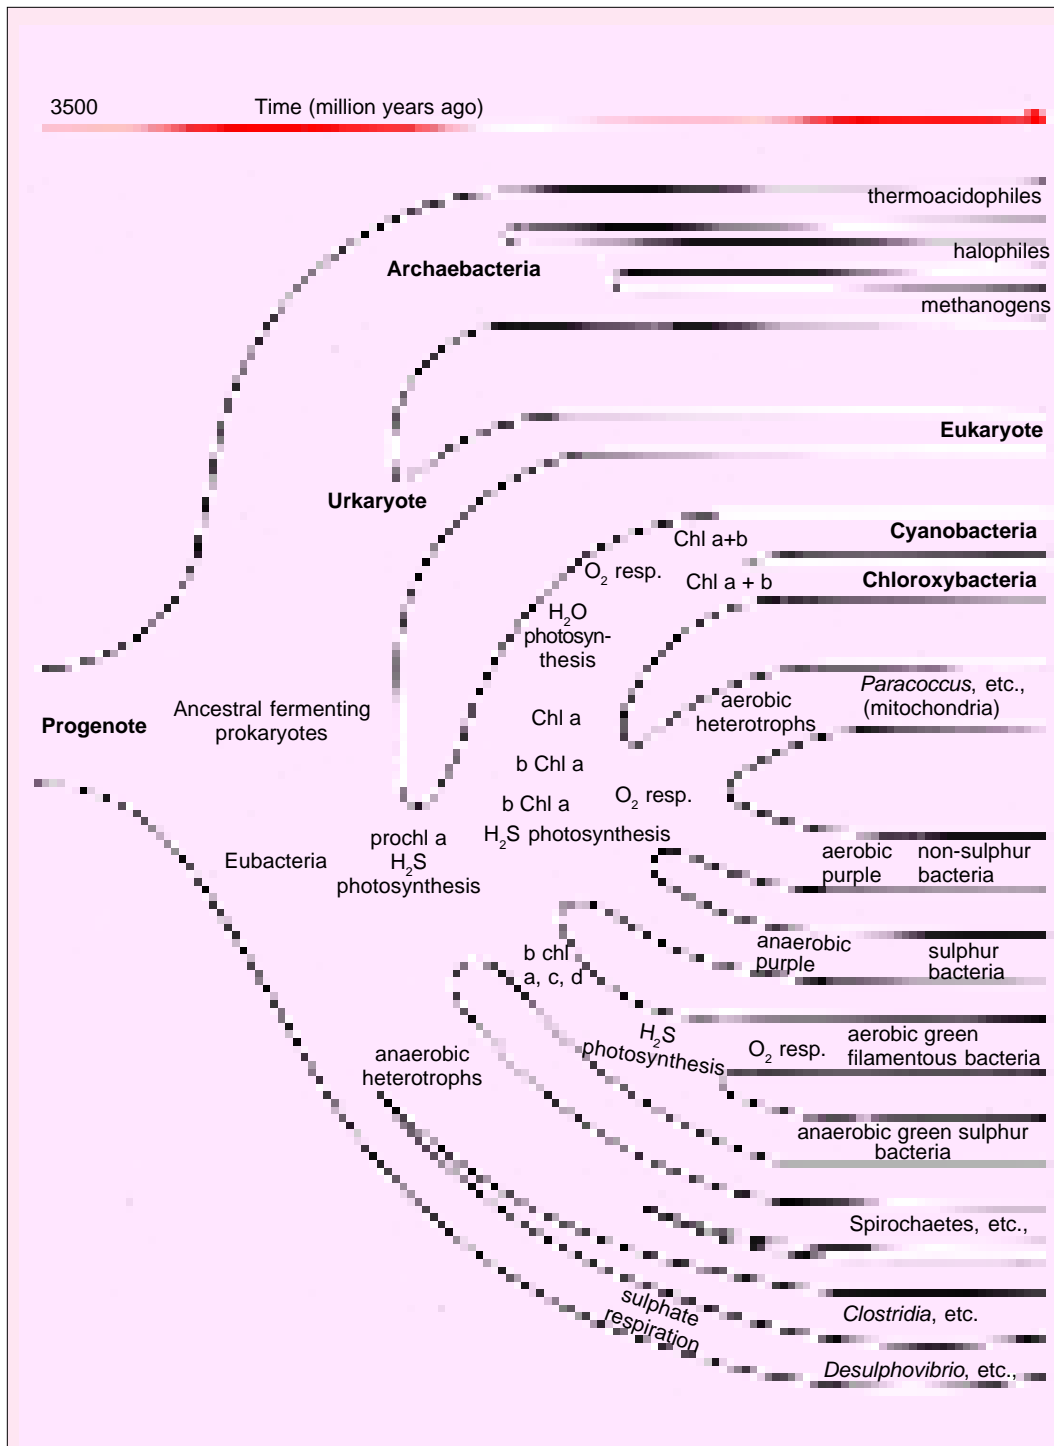 3500 Time (million years ago)
thermoacidophiles
halophiles
Archaebacteria
methanogens
Eukaryote
Urkaryote
Cyanobacteria
Chl a+b
O₂ resp.
Chl a + b
Chloroxybacteria
H₂O
photosyn-
thesis
Paracoccus, etc.,
(mitochondria)
aerobic
heterotrophs
Progenote
Ancestral fermenting
prokaryotes
Chl a
b Chl a
b Chl a
O₂ resp.
H₂S photosynthesis
prochl a
H₂S
photosynthesis
Eubacteria
aerobic
purple
non-sulphur
bacteria
anaerobic
purple
sulphur
bacteria
b chl
a, c, d
H₂S
photosynthesis
O₂ resp.
aerobic green
filamentous bacteria
anaerobic
heterotrophs
anaerobic green sulphur
bacteria
Spirochaetes, etc.,
sulphate
respiration
Clostridia, etc.
Desulphovibrio, etc.,